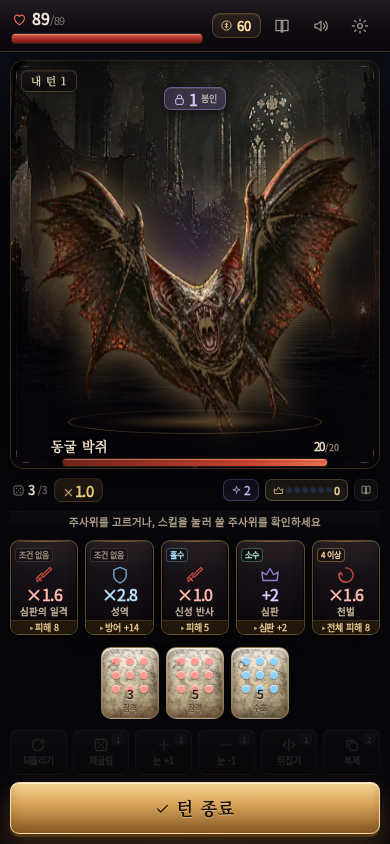 89/89
60
내 턴 1
1 봉인
동굴 박쥐
20/20
3/3
×1.0
2
0
주사위를 고르거나, 스킬을 눌러 쓸 주사위를 확인하세요
조건 없음
×1.6
심판의 일격
▸피해 8
조건 없음
×2.8
성역
▸방어 +14
홀수
×1.0
신성 반사
▸피해 5
소수
+2
심판
▸심판 +2
4 이상
×1.6
천벌
▸전체 피해 8
3
5
5
되돌리기
재굴림
1
눈 +1
1
눈 -1
1
뒤집기
1
복제
2
턴 종료